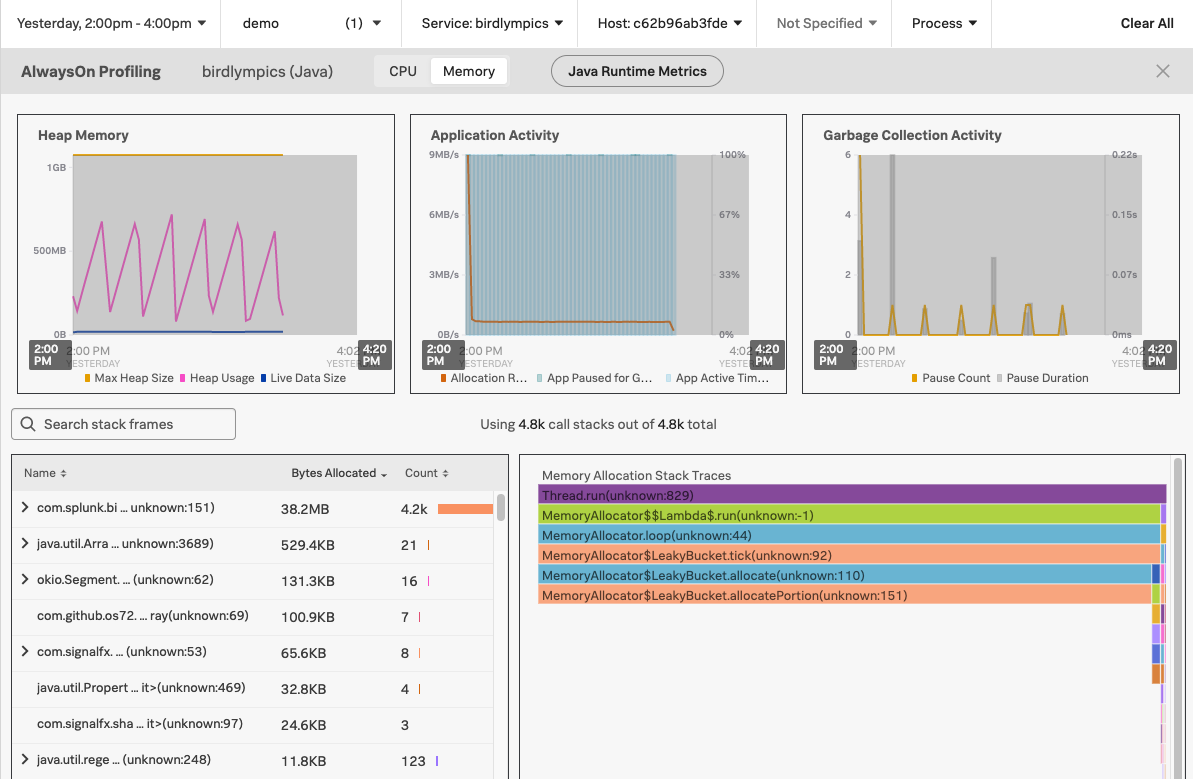 Yesterday, 2:00pm - 4:00pm demo (1) Service: birdlympics Host: c62b96ab3fde Not Specified Process Clear All
AlwaysOn Profiling birdlympics (Java) CPU Memory Java Runtime Metrics
Heap Memory
1GB
500MB
0B
2:00 PM
2:00 PM
YESTERDAY
4:02
YESTER
4:20 PM
Max Heap Size Heap Usage Live Data Size
Application Activity
9MB/s 100%
6MB/s 67%
3MB/s 33%
0B/s 0%
2:00 PM
2:00 PM
YESTERDAY
4:02
YESTE
4:20 PM
Allocation R... App Paused for G... App Active Tim...
Garbage Collection Activity
6 0.22s
4 0.15s
2 0.07s
0 0ms
2:00 PM
2:00 PM
YESTERDAY
4:02
YESTE
4:20 PM
Pause Count Pause Duration
Search stack frames
Using 4.8k call stacks out of 4.8k total
Name Bytes Allocated Count
com.splunk.bi ... unknown:151) 38.2MB 4.2k
java.util.Arra ... unknown:3689) 529.4KB 21
okio.Segment. ... (unknown:62) 131.3KB 16
com.github.os72. ... ray(unknown:69) 100.9KB 7
com.signalfx. ... (unknown:53) 65.6KB 8
java.util.Propert ... it>(unknown:469) 32.8KB 4
com.signalfx.sha ... it>(unknown:97) 24.6KB 3
java.util.rege ... (unknown:248) 11.8KB 123
Memory Allocation Stack Traces
Thread.run(unknown:829)
MemoryAllocator$$Lambda$.run(unknown:-1)
MemoryAllocator.loop(unknown:44)
MemoryAllocator$LeakyBucket.tick(unknown:92)
MemoryAllocator$LeakyBucket.allocate(unknown:110)
MemoryAllocator$LeakyBucket.allocatePortion(unknown:151)